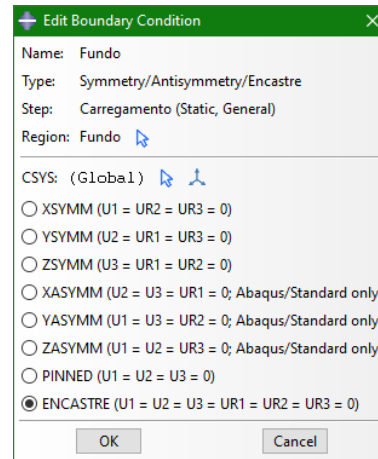 Edit Boundary Condition
Name: Fundo
Type: Symmetry/Antisymmetry/Encastre
Step: Carregamento (Static, General)
Region: Fundo
CSYS: (Global)
XSYMM (U1 = UR2 = UR3 = 0)
YSYMM (U2 = UR1 = UR3 = 0)
ZSYMM (U3 = UR1 = UR2 = 0)
XASYMM (U2 = U3 = UR1 = 0; Abaqus/Standard only
YASYMM (U1 = U3 = UR2 = 0; Abaqus/Standard only
ZASYMM (U1 = U2 = UR3 = 0; Abaqus/Standard only
PINNED (U1 = U2 = U3 = 0)
ENCASTRE (U1 = U2 = U3 = UR1 = UR2 = UR3 = 0)
OK Cancel